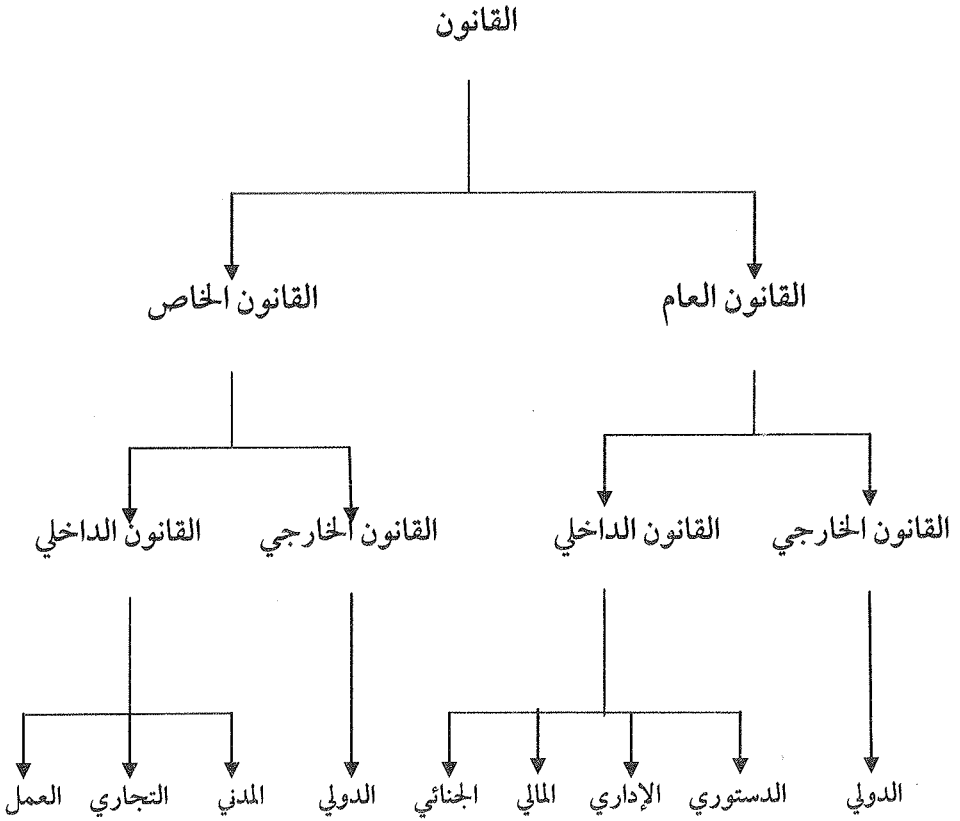 القانون
القانون العام
القانون الخاص
القانون الخارجي
القانون الداخلي
القانون الخارجي
القانون الداخلي
الدولي
الدستوري
الإداري
المالي
الجنائي
الدولي
المدني
التجاري
العمل